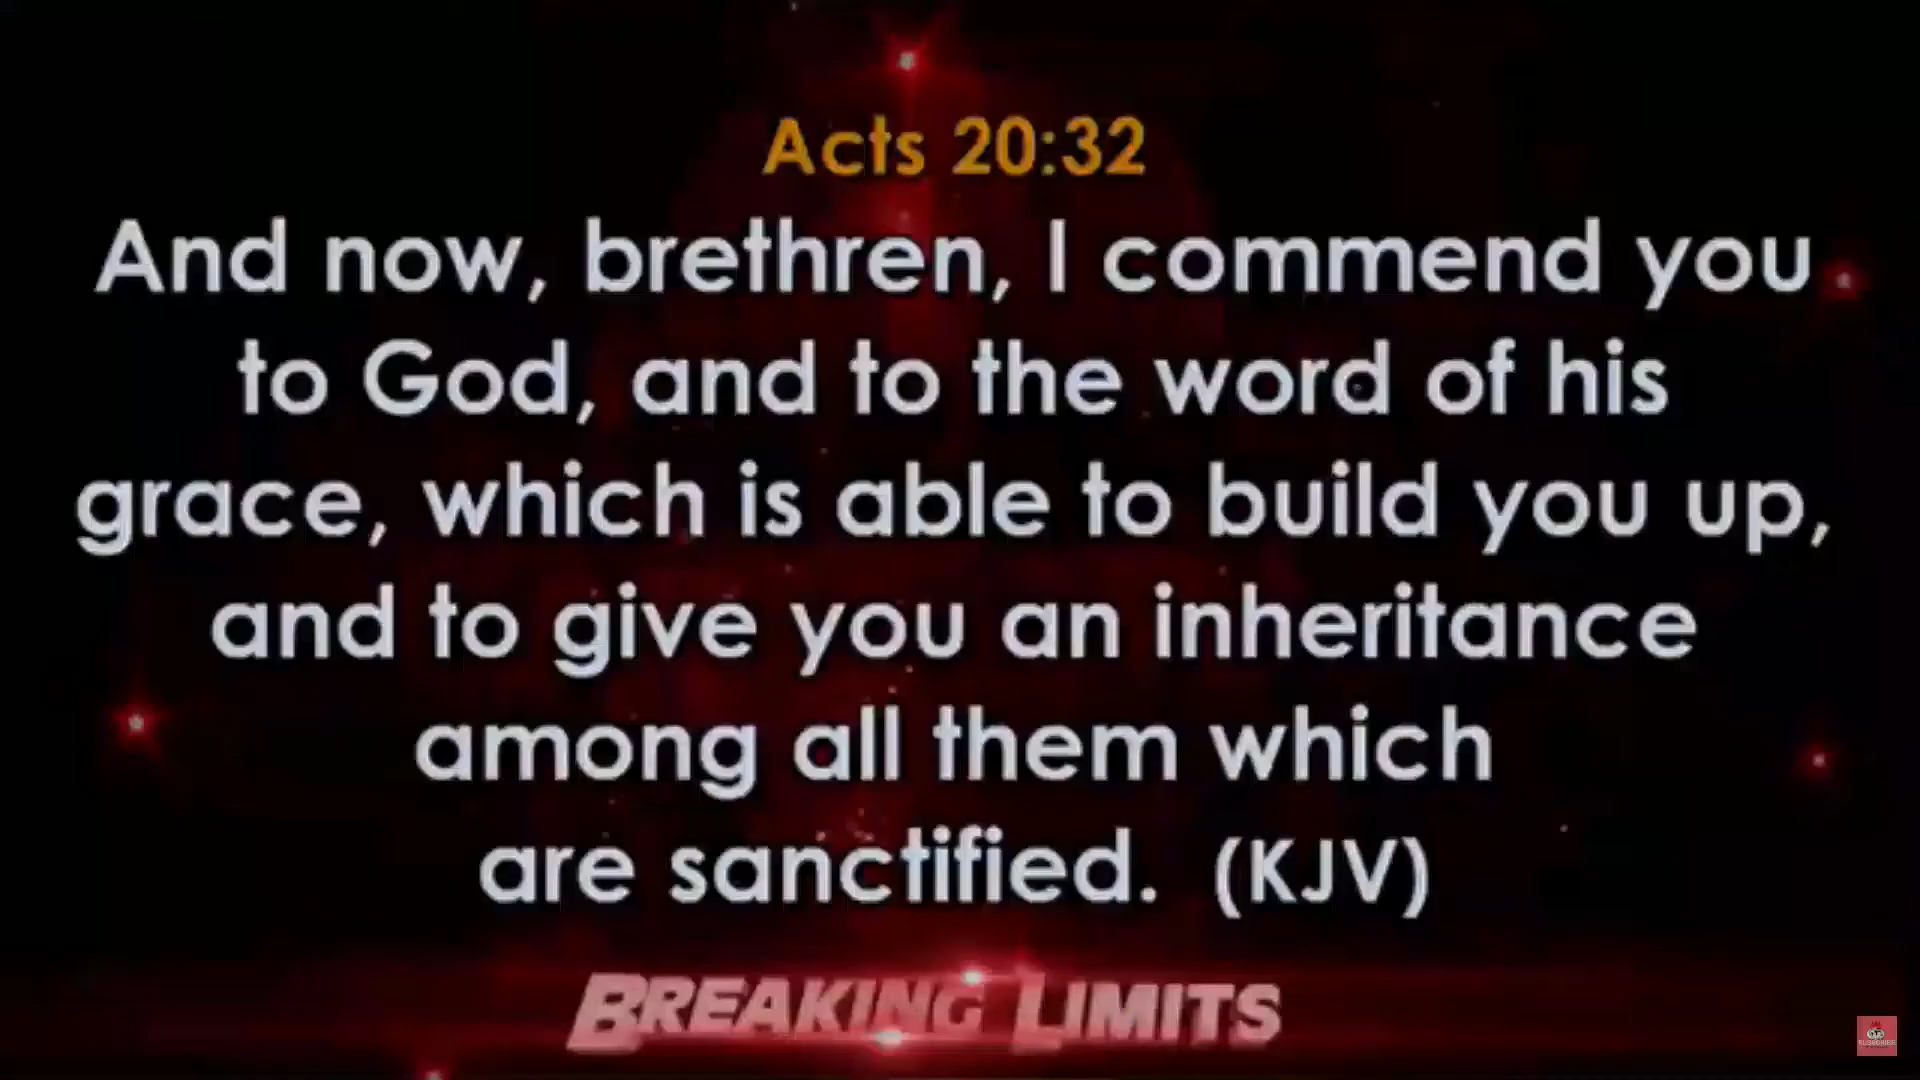 Acts 20:32
And now, brethren, I commend you
to God, and to the word of his
grace, which is able to build you up,
and to give you an inheritance
among all them which
are sanctified. (KJV)
BREAKING LIMITS